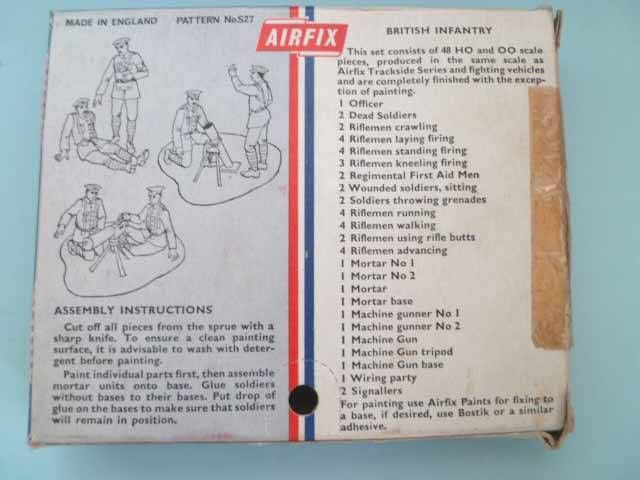 MADE IN ENGLAND PATTERN No.S27
AIRFIX
ASSEMBLY INSTRUCTIONS
Cut off all pieces from the sprue with a
sharp knife. To ensure a clean painting
surface, it is advisable to wash with deter-
gent before painting.
Paint individual parts first, then assemble
mortar units onto base. Glue soldiers
without bases to their bases. Put drop of
glue on the bases to make sure that soldiers
will remain in position.
BRITISH INFANTRY
This set consists of 48 HO and OO scale
pieces, produced in the same scale as
Airfix Trackside Series and fighting vehicles
and are completely finished with the excep-
tion of painting.
1 Officer
2 Dead Soldiers
2 Riflemen crawling
4 Riflemen laying firing
4 Riflemen standing firing
3 Riflemen kneeling firing
2 Regimental First Aid Men
2 Wounded soldiers, sitting
2 Soldiers throwing grenades
4 Riflemen running
4 Riflemen walking
2 Riflemen using rifle butts
4 Riflemen advancing
1 Mortar No 1
1 Mortar No 2
1 Mortar
1 Mortar base
1 Machine gunner No 1
1 Machine gunner No 2
1 Machine Gun
1 Machine Gun tripod
1 Machine Gun base
1 Wiring party
2 Signallers
For painting use Airfix Paints for fixing to
a base, if desired, use Bostik or a similar
adhesive.